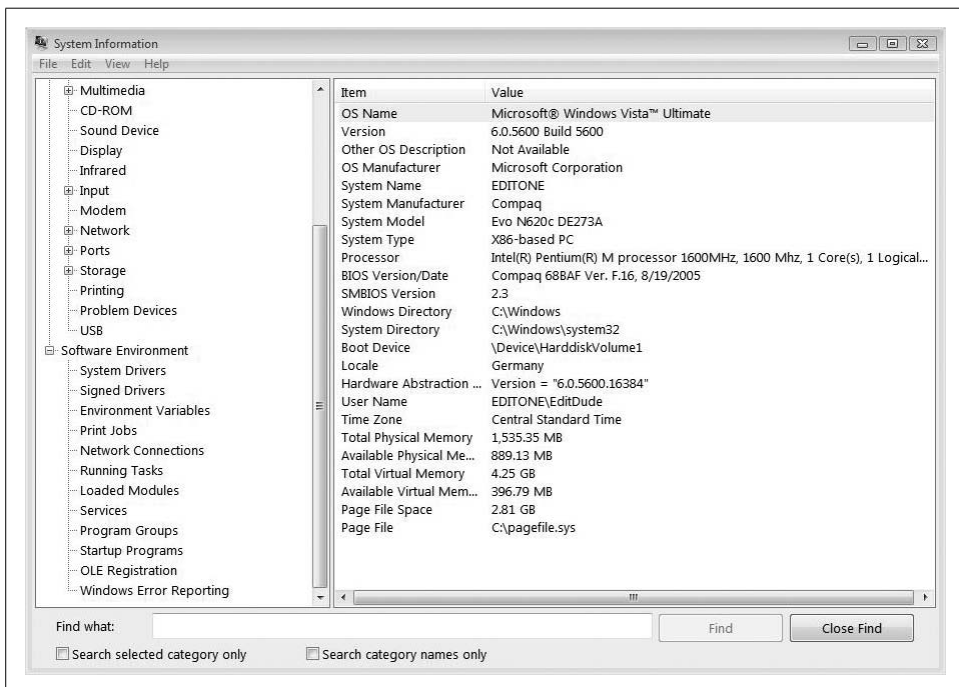 System Information
File Edit View Help
Multimedia
CD-ROM
Sound Device
Display
Infrared
Input
Modem
Network
Ports
Storage
Printing
Problem Devices
USB
Software Environment
System Drivers
Signed Drivers
Environment Variables
Print Jobs
Network Connections
Running Tasks
Loaded Modules
Services
Program Groups
Startup Programs
OLE Registration
Windows Error Reporting
Item Value
OS Name Microsoft® Windows Vista™ Ultimate
Version 6.0.5600 Build 5600
Other OS Description Not Available
OS Manufacturer Microsoft Corporation
System Name EDITONE
System Manufacturer Compaq
System Model Evo N620c DE273A
System Type X86-based PC
Processor Intel(R) Pentium(R) M processor 1600MHz, 1600 Mhz, 1 Core(s), 1 Logical...
BIOS Version/Date Compaq 68BAF Ver. F.16, 8/19/2005
SMBIOS Version 2.3
Windows Directory C:\Windows
System Directory C:\Windows\system32
Boot Device \Device\HarddiskVolume1
Locale Germany
Hardware Abstraction ... Version = "6.0.5600.16384"
User Name EDITONE\EditDude
Time Zone Central Standard Time
Total Physical Memory 1,535.35 MB
Available Physical Me... 889.13 MB
Total Virtual Memory 4.25 GB
Available Virtual Mem... 396.79 MB
Page File Space 2.81 GB
Page File C:\pagefile.sys
Find what:
Find
Close Find
Search selected category only
Search category names only